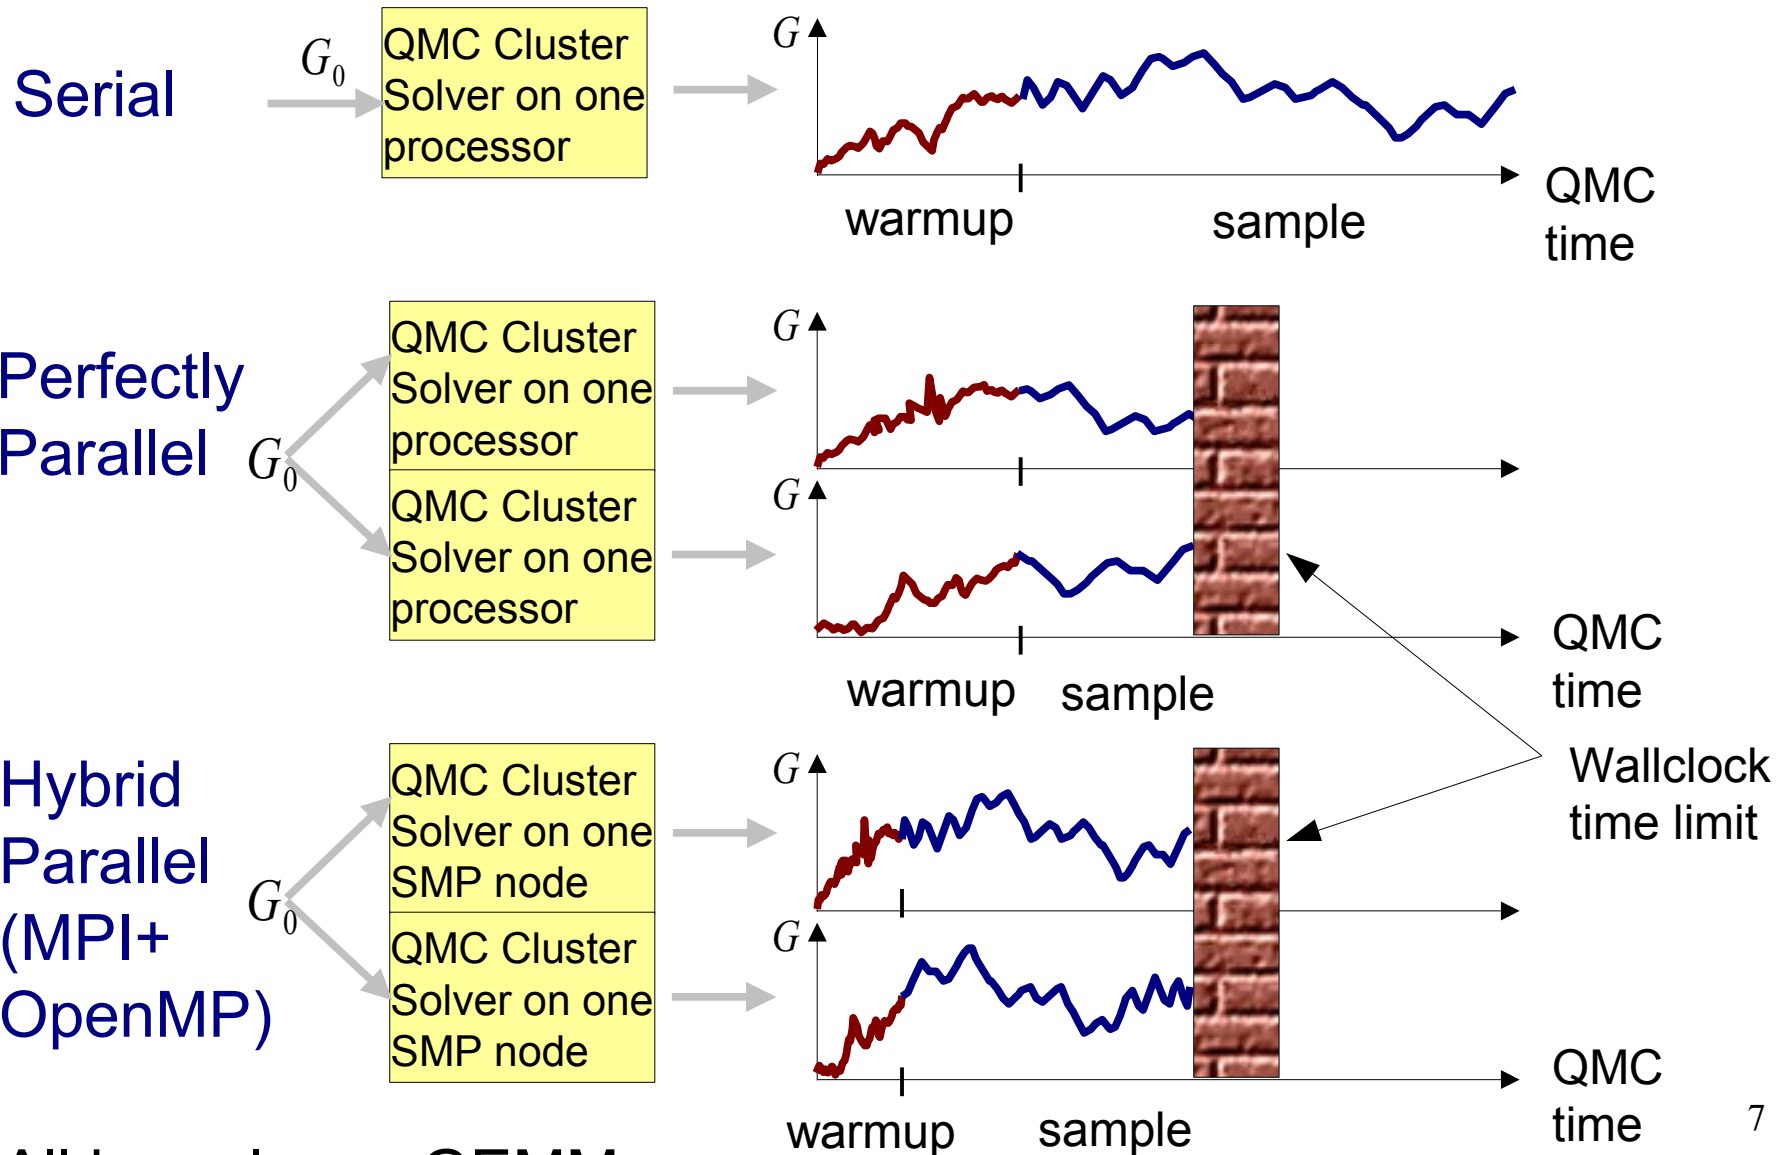 Serial
G0
QMC Cluster
Solver on one
processor
G
warmup
sample
QMC
time
Perfectly
Parallel
G0
QMC Cluster
Solver on one
processor
QMC Cluster
Solver on one
processor
G
G
warmup
sample
QMC
time
Wallclock
time limit
Hybrid
Parallel
(MPI+
OpenMP)
G0
QMC Cluster
Solver on one
SMP node
QMC Cluster
Solver on one
SMP node
G
G
warmup
sample
QMC
time
7